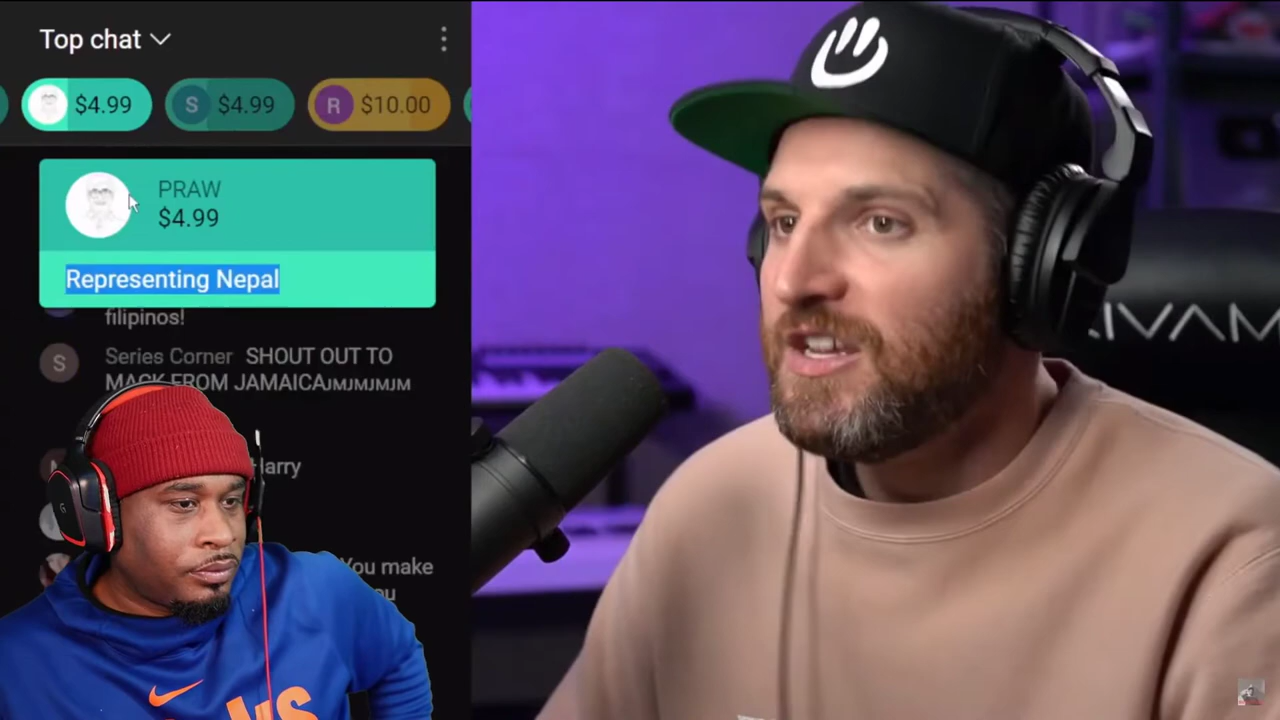 Top chat
$4.99
S
$4.99
R
$10.00
PRAW
$4.99
Representing Nepal
filipinos!
S
Series Corner SHOUT OUT TO
MACK FROM JAMAICAJMJMJMJM
Harry
You make